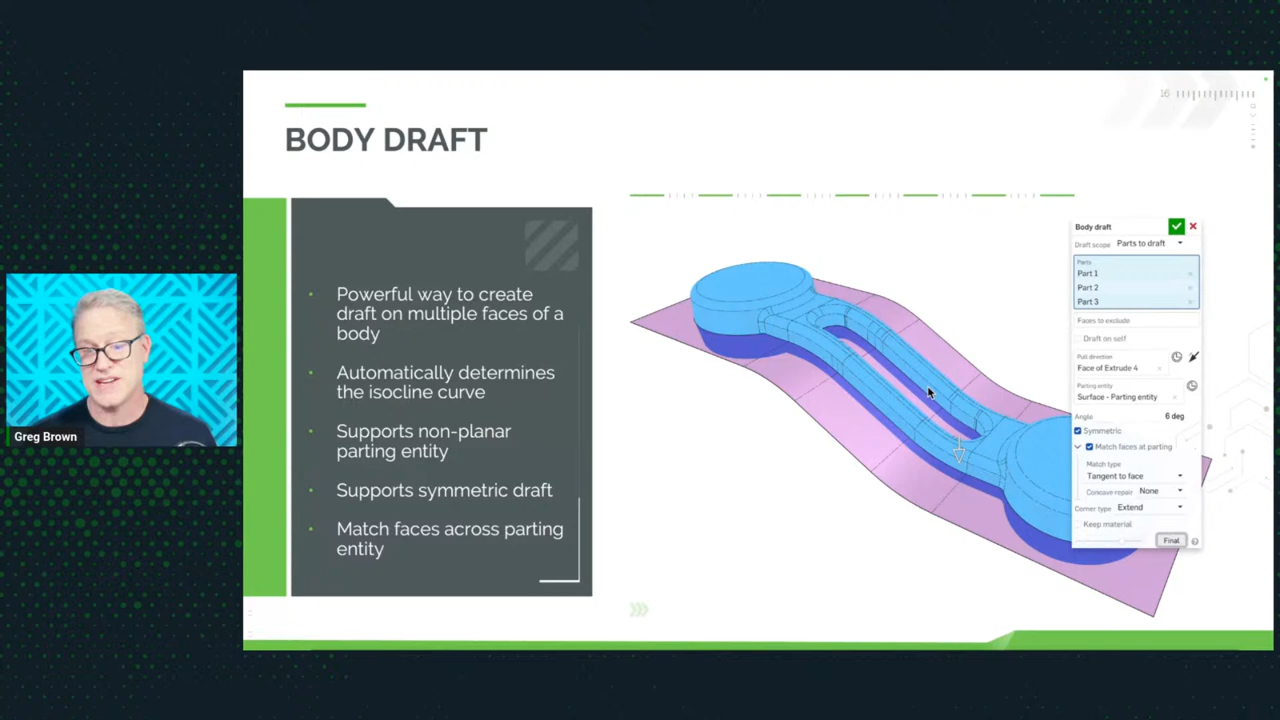 16
BODY DRAFT
• Powerful way to create
draft on multiple faces of a
body
• Automatically determines
the isocline curve
• Supports non-planar
parting entity
• Supports symmetric draft
• Match faces across parting
entity
Body draft
Draft scope Parts to draft
Parts
Part 1
Part 2
Part 3
Faces to exclude
Draft on self
Pull direction
Face of Extrude 4
Parting entity
Surface - Parting entity
Angle 6 deg
Symmetric
Match faces at parting
Match type
Tangent to face
Concave repair None
Corner type Extend
Keep material
Final
Greg Brown